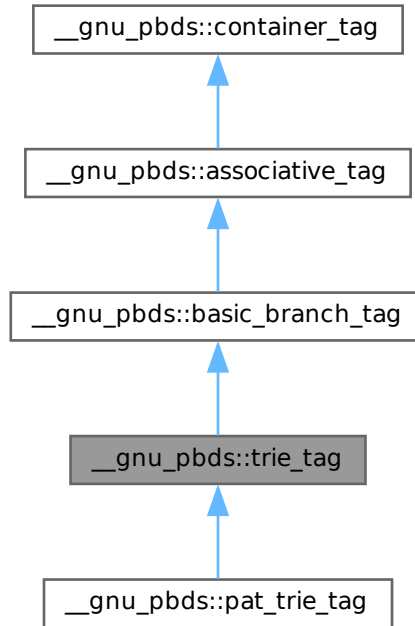 __gnu_pbds::container_tag
__gnu_pbds::associative_tag
__gnu_pbds::basic_branch_tag
__gnu_pbds::trie_tag
__gnu_pbds::pat_trie_tag